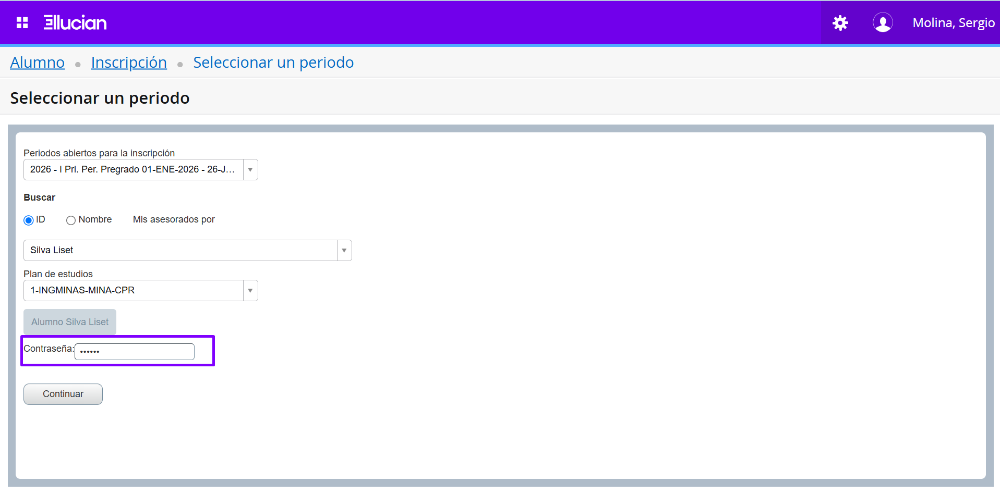 Ellucian
Molina, Sergio
Alumno • Inscripción • Seleccionar un periodo
Seleccionar un periodo
Periodos abiertos para la inscripción
2026 - I Pri. Per. Pregrado 01-ENE-2026 - 26-J...
Buscar
ID Nombre Mis asesorados por
Silva Liset
Plan de estudios
1-INGMINAS-MINA-CPR
Alumno Silva Liset
Contraseña: ••••••
Continuar